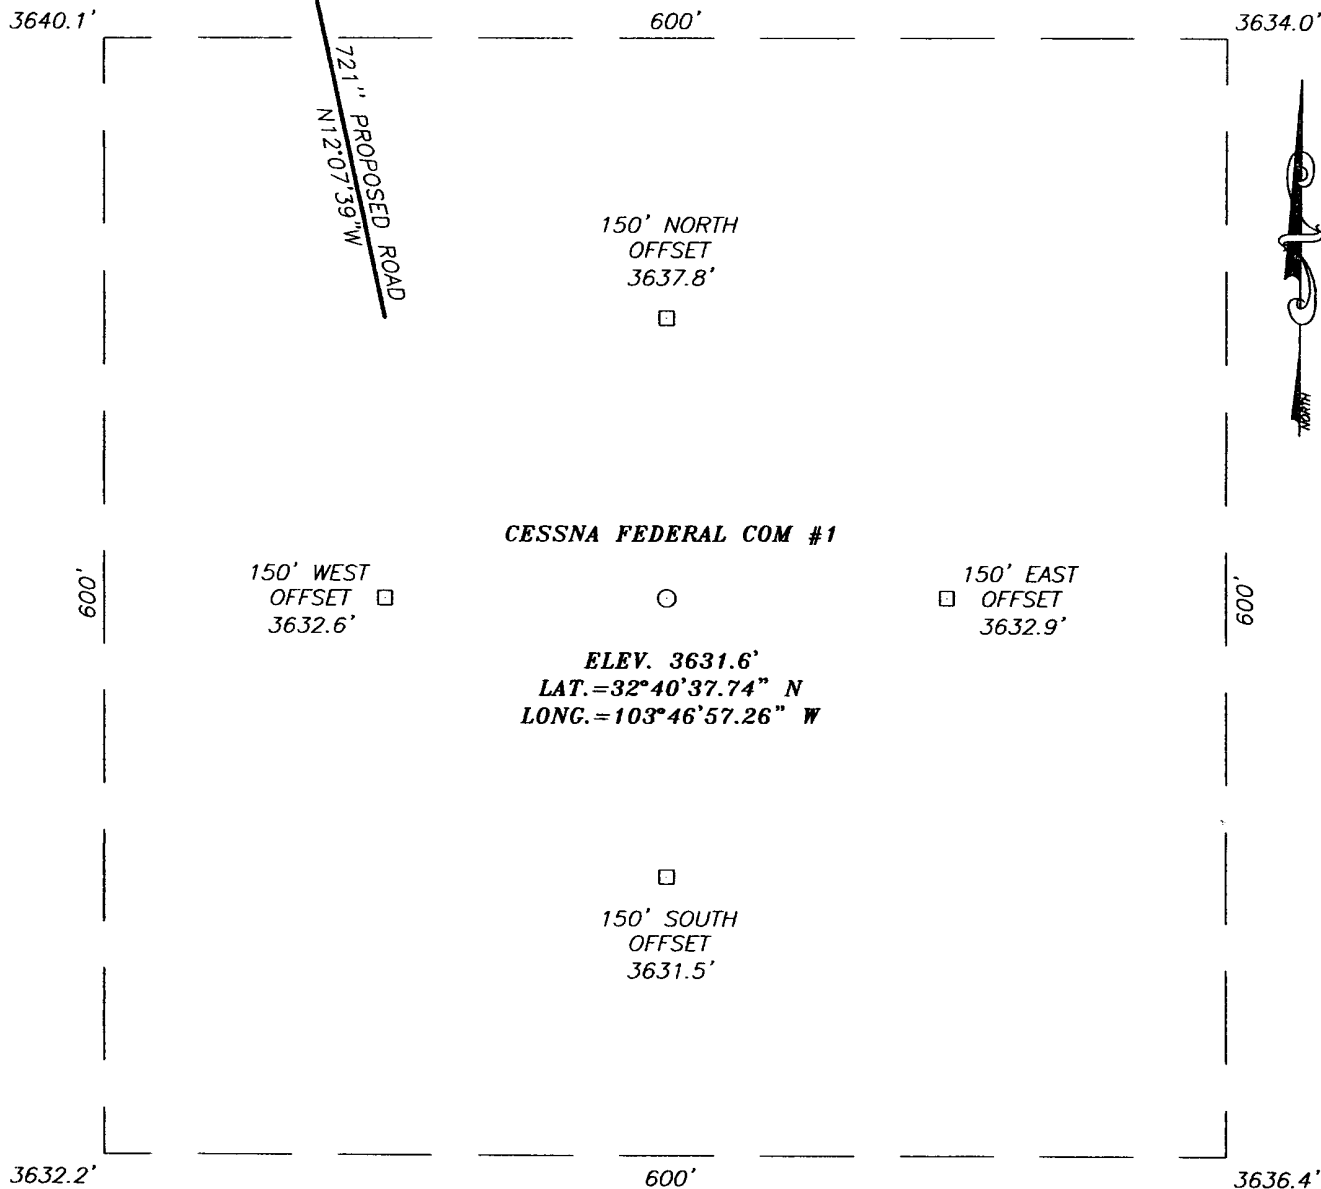 3640.1'
600'
3634.0'
721" PROPOSED ROAD
N12°07'39"W
NORTH
150' NORTH
OFFSET
3637.8'
CESSNA FEDERAL COM #1
600'
150' WEST
OFFSET
3632.6'
150' EAST
OFFSET
3632.9'
600'
ELEV. 3631.6'
LAT.=32°40'37.74" N
LONG.=103°46'57.26" W
150' SOUTH
OFFSET
3631.5'
3632.2'
600'
3636.4'